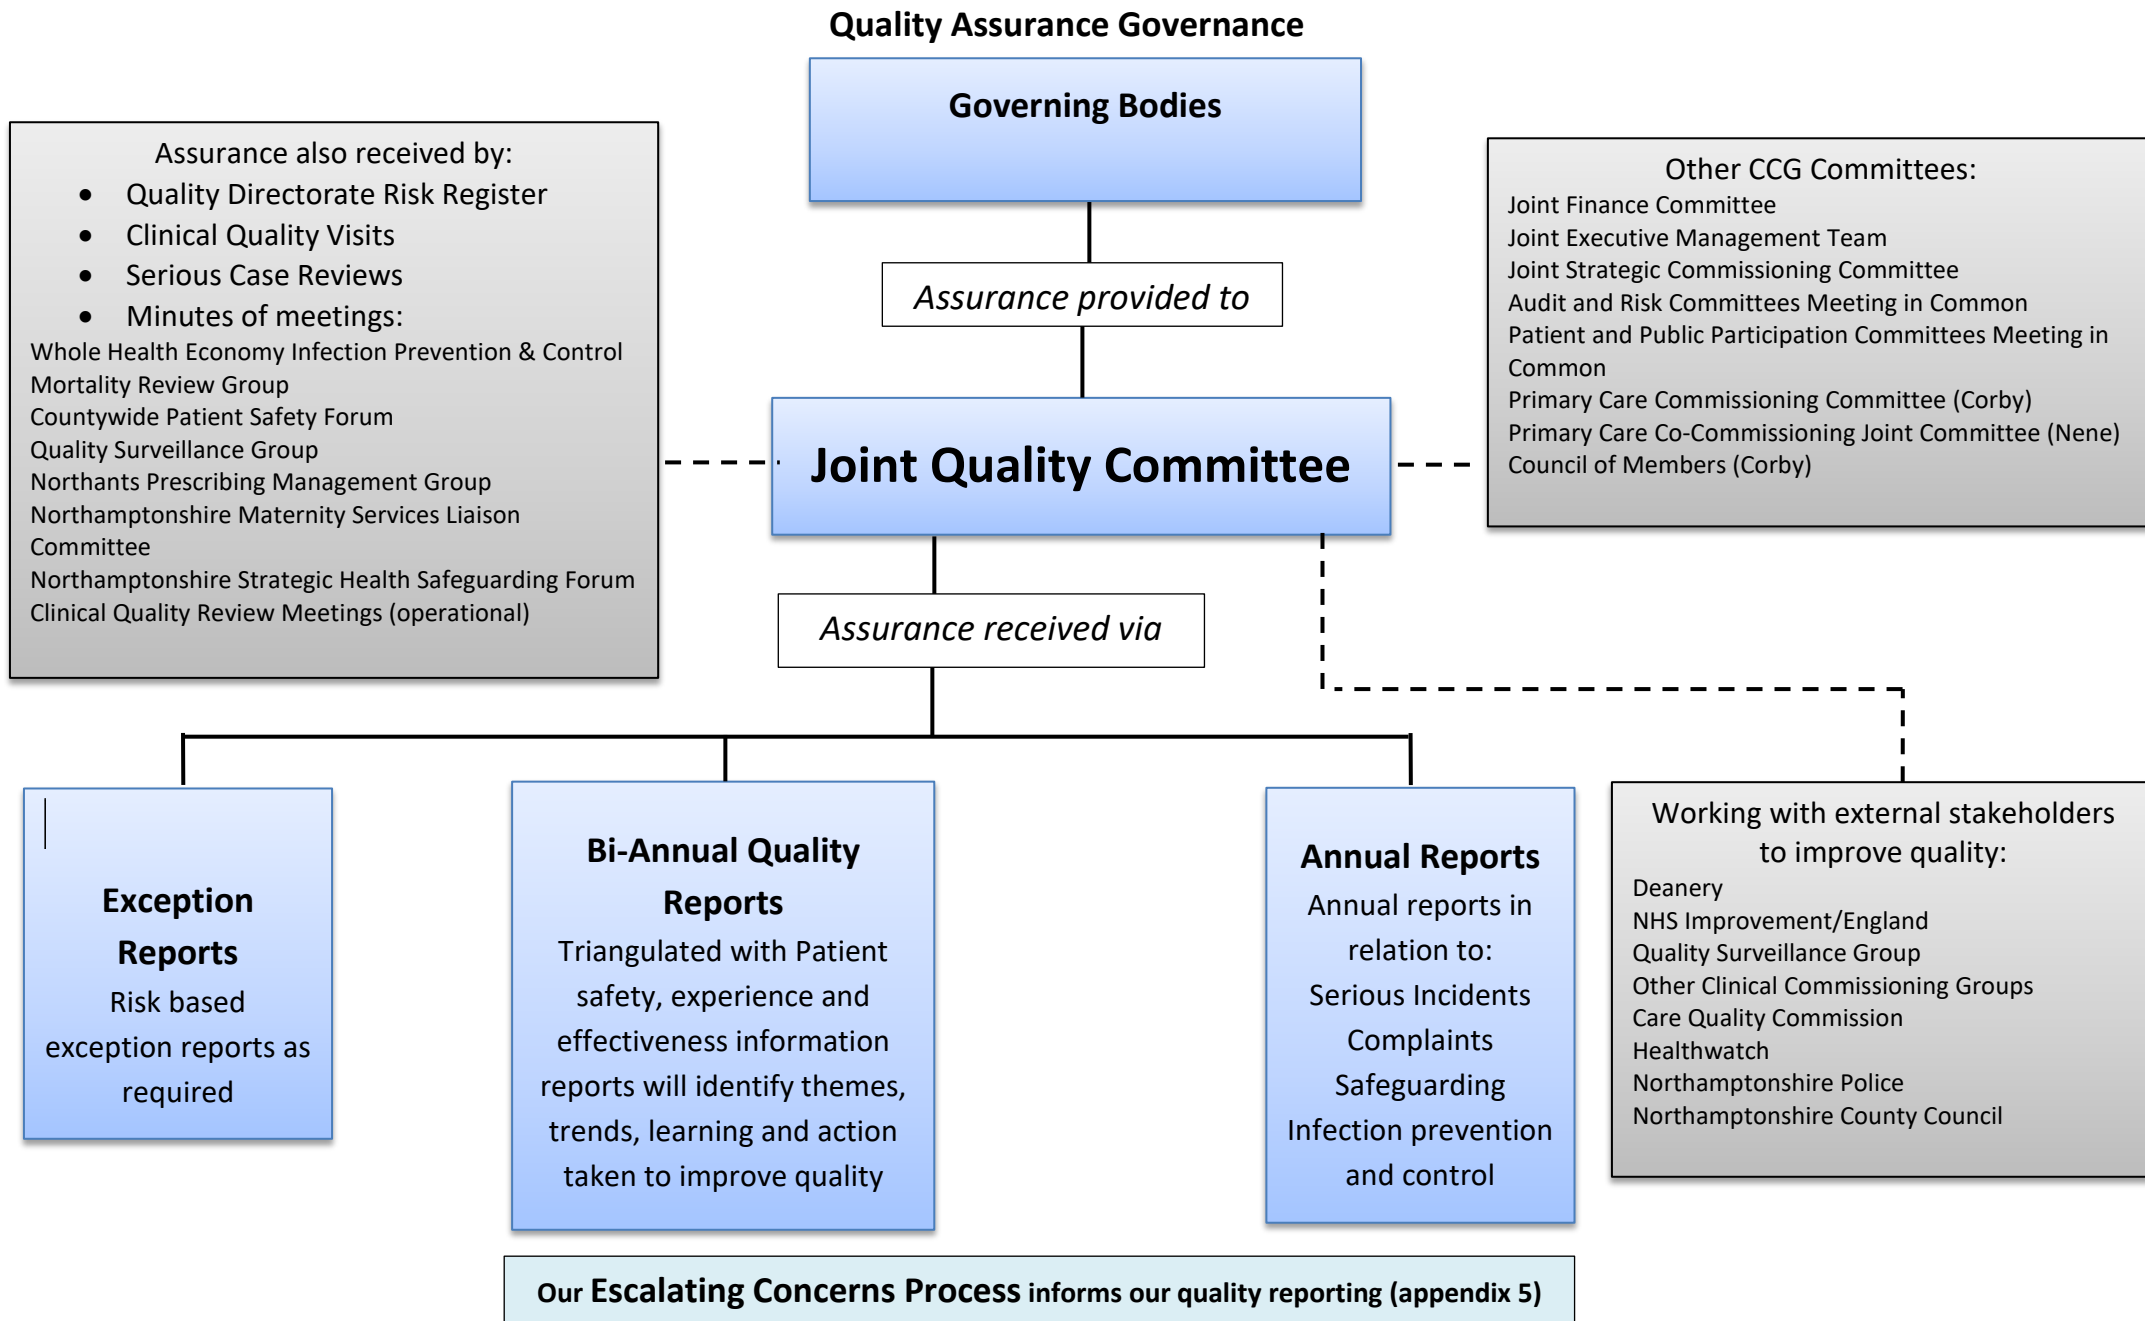 Quality Assurance Governance
Governing Bodies
Assurance also received by:
• Quality Directorate Risk Register
• Clinical Quality Visits
• Serious Case Reviews
• Minutes of meetings:
Whole Health Economy Infection Prevention & Control
Mortality Review Group
Countywide Patient Safety Forum
Quality Surveillance Group
Northants Prescribing Management Group
Northamptonshire Maternity Services Liaison
Committee
Northamptonshire Strategic Health Safeguarding Forum
Clinical Quality Review Meetings (operational)
Assurance provided to
Other CCG Committees:
Joint Finance Committee
Joint Executive Management Team
Joint Strategic Commissioning Committee
Audit and Risk Committees Meeting in Common
Patient and Public Participation Committees Meeting in
Common
Primary Care Commissioning Committee (Corby)
Primary Care Co-Commissioning Joint Committee (Nene)
Council of Members (Corby)
Joint Quality Committee
Assurance received via
Exception
Reports
Risk based
exception reports as
required
Bi-Annual Quality
Reports
Triangulated with Patient
safety, experience and
effectiveness information
reports will identify themes,
trends, learning and action
taken to improve quality
Annual Reports
Annual reports in
relation to:
Serious Incidents
Complaints
Safeguarding
Infection prevention
and control
Working with external stakeholders
to improve quality:
Deanery
NHS Improvement/England
Quality Surveillance Group
Other Clinical Commissioning Groups
Care Quality Commission
Healthwatch
Northamptonshire Police
Northamptonshire County Council
Our Escalating Concerns Process informs our quality reporting (appendix 5)